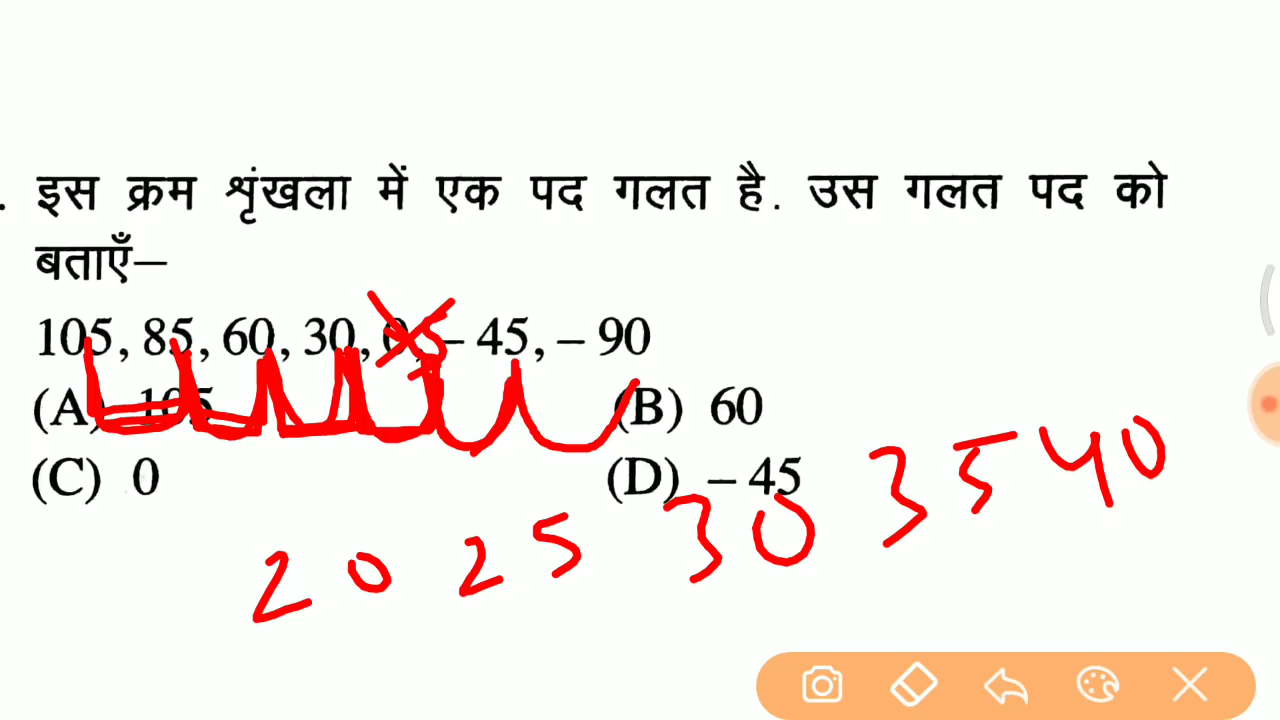 . इस क्रम शृंखला में एक पद गलत है. उस गलत पद को
बताएँ–
105, 85, 60, 30, 0, – 45, – 90
5
(A) 105 (B) 60
(C) 0 (D) – 45
20 25 30 35 40